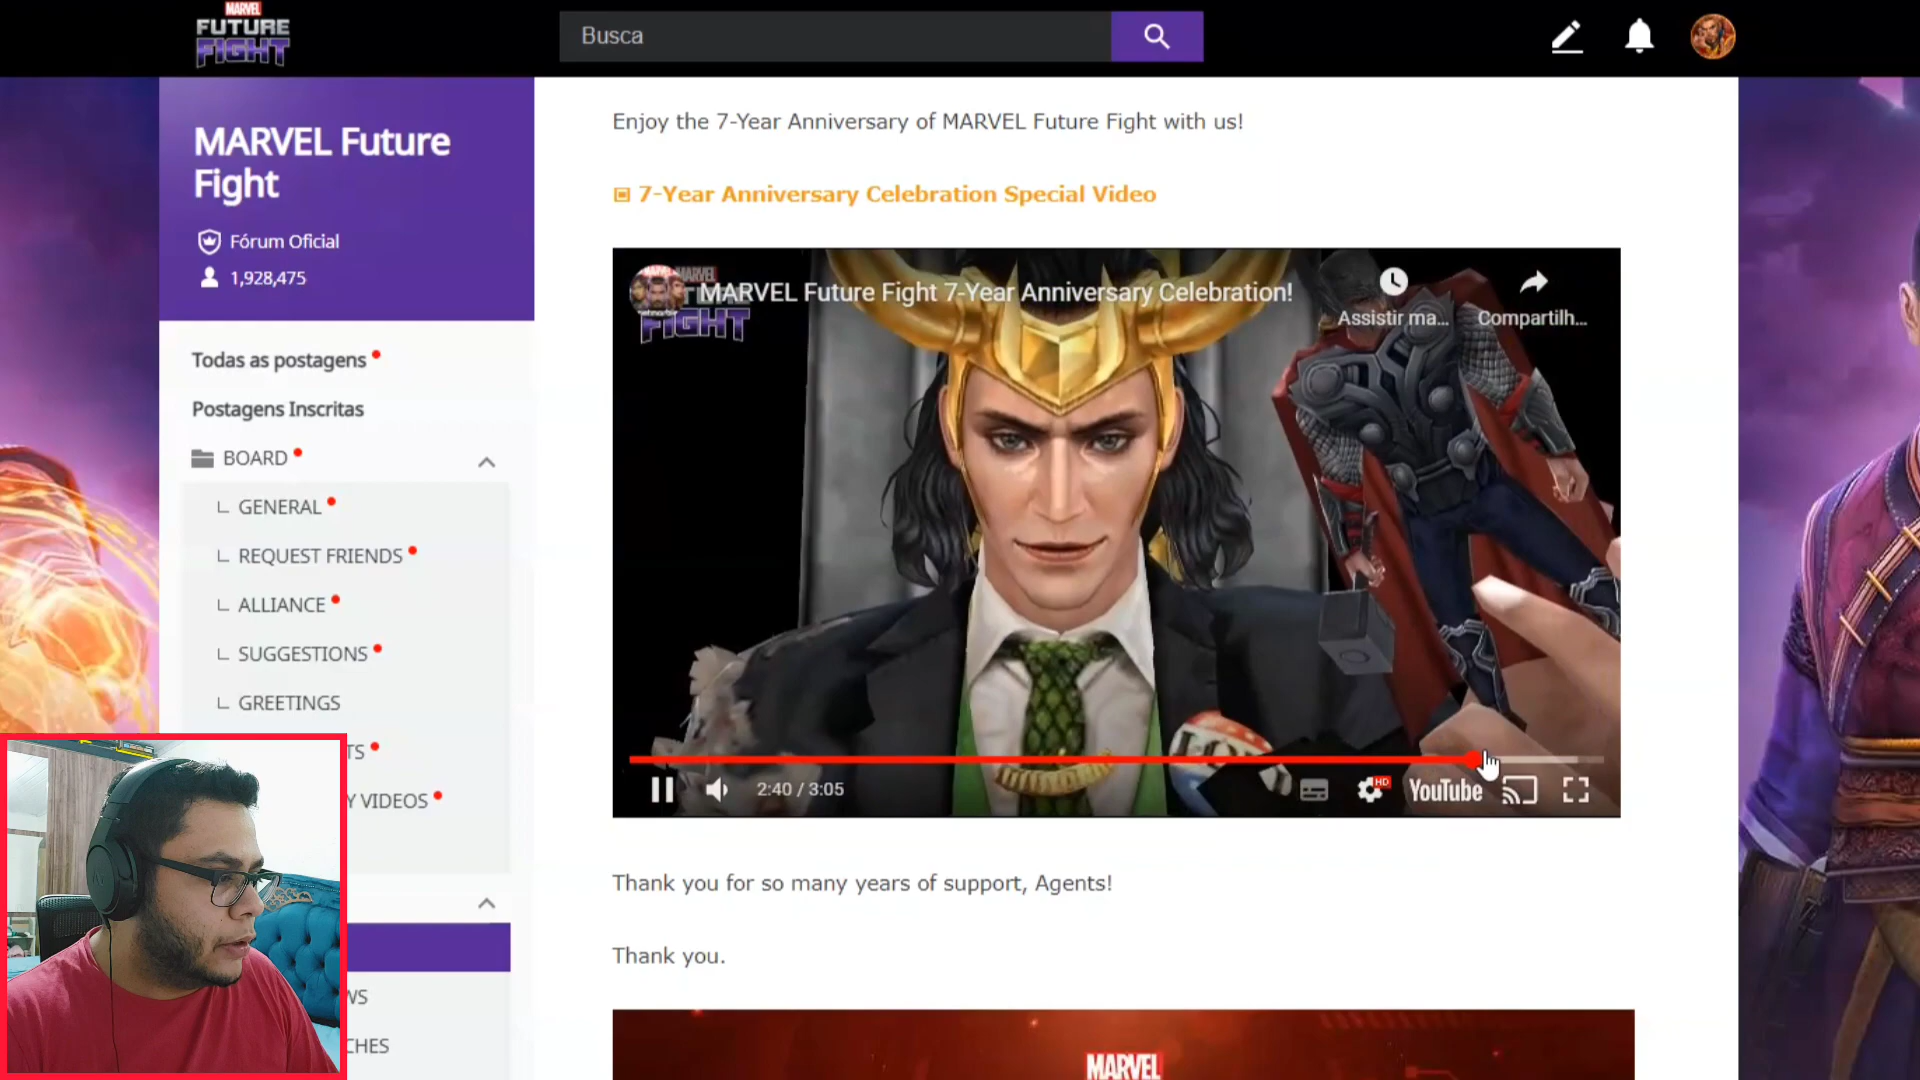 MARVEL
FUTURE
FIGHT
Busca
MARVEL Future
Fight
Fórum Oficial
1,928,475
Todas as postagens
Postagens Inscritas
BOARD
GENERAL
REQUEST FRIENDS
ALLIANCE
SUGGESTIONS
GREETINGS
TS
Y VIDEOS
WS
CHES
Enjoy the 7-Year Anniversary of MARVEL Future Fight with us!
7-Year Anniversary Celebration Special Video
MARVEL
FIGHT
MARVEL Future Fight 7-Year Anniversary Celebration!
Assistir ma...
Compartilh...
2:40 / 3:05
HD
YouTube
Thank you for so many years of support, Agents!
Thank you.
MARVEL